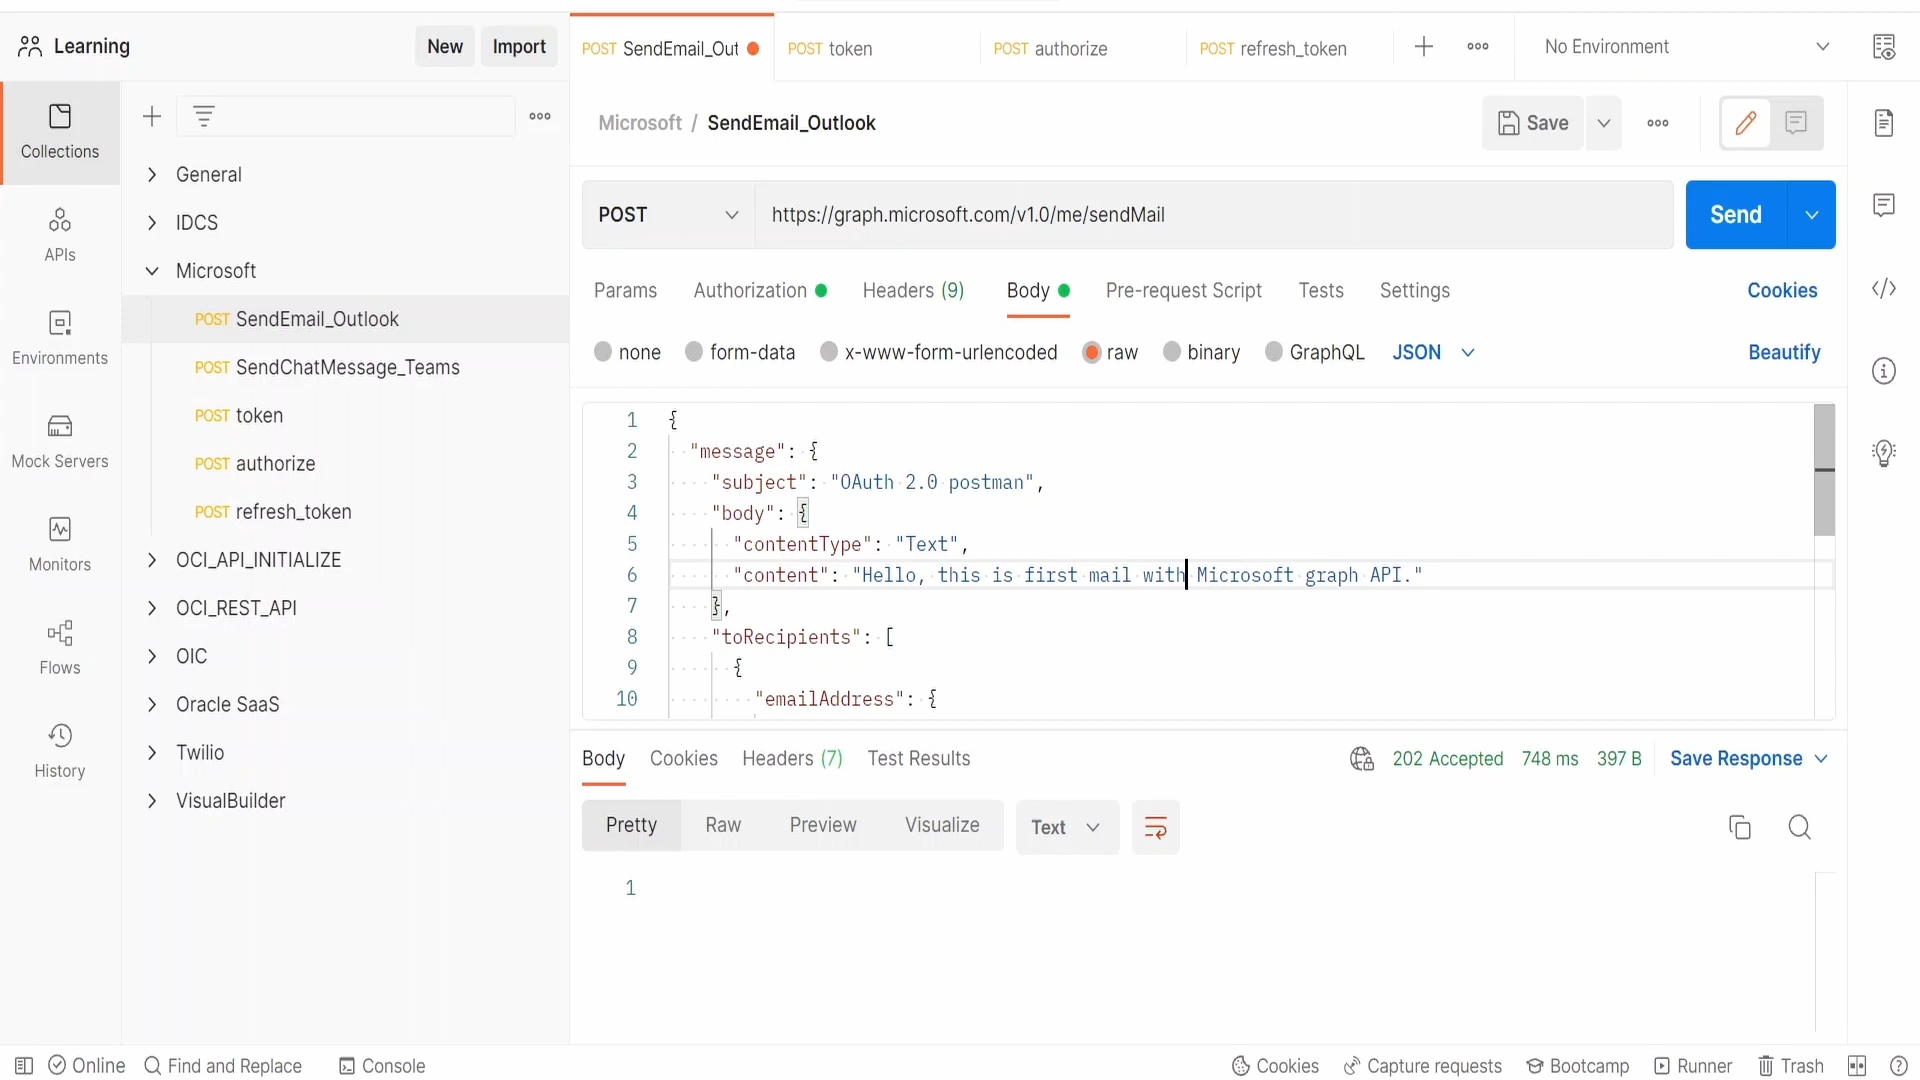 Learning
New
Import
POST SendEmail_Out
POST token
POST authorize
POST refresh_token
No Environment
Collections
APIs
Environments
Mock Servers
Monitors
Flows
History
General
IDCS
Microsoft
POST SendEmail_Outlook
POST SendChatMessage_Teams
POST token
POST authorize
POST refresh_token
OCI_API_INITIALIZE
OCI_REST_API
OIC
Oracle SaaS
Twilio
VisualBuilder
Microsoft / SendEmail_Outlook
Save
POST
https://graph.microsoft.com/v1.0/me/sendMail
Send
Params Authorization Headers (9) Body Pre-request Script Tests Settings Cookies
none form-data x-www-form-urlencoded raw binary GraphQL JSON Beautify
1 {
2 "message": {
3 "subject": "OAuth 2.0 postman",
4 "body": {
5 "contentType": "Text",
6 "content": "Hello, this is first mail with Microsoft graph API."
7 },
8 "toRecipients": [
9 {
10 "emailAddress": {
Body Cookies Headers (7) Test Results 202 Accepted 748 ms 397 B Save Response
Pretty Raw Preview Visualize Text
1
Online Find and Replace Console Cookies Capture requests Bootcamp Runner Trash